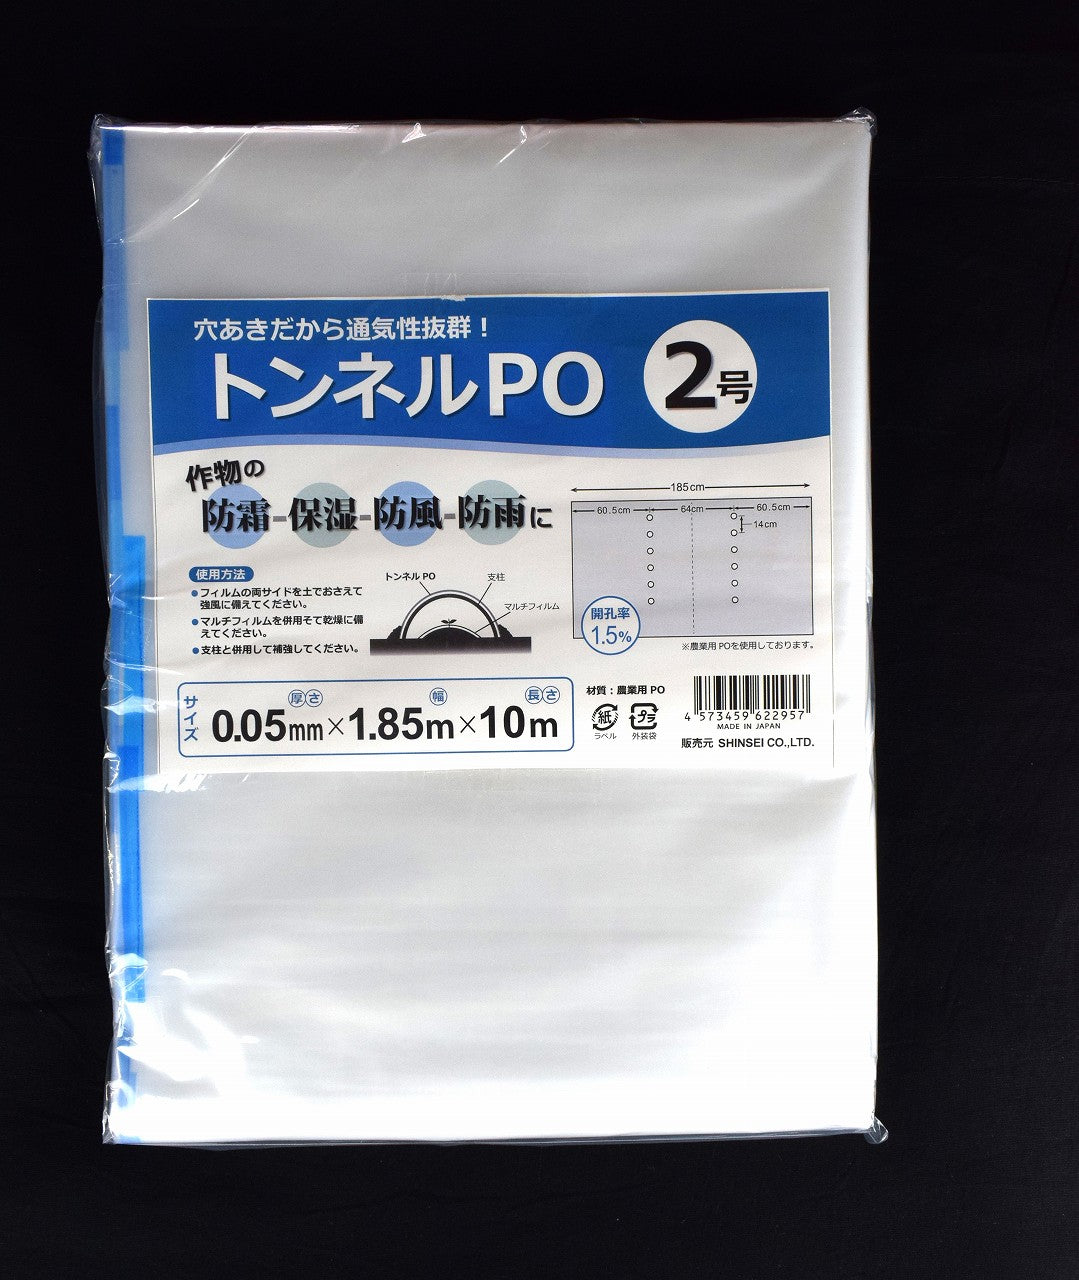 穴あきだから通気性抜群！
トンネルPO
2号
作物の
防霜-保湿-防風-防雨に
使用方法
●フィルムの両サイドを土でおさえて
強風に備えてください。
●マルチフィルムを併用そて乾燥に備
えてください。
●支柱と併用して補強してください。
トンネルPO
支柱
マルチフィルム
185cm
60.5cm
64cm
60.5cm
14cm
開孔率
1.5%
※農業用POを使用しております。
サイズ
厚さ
幅
長さ
0.05mm×1.85m×10m
材質：農業用PO
紙
ラベル
プラ
外装袋
4 573459 622957
MADE IN JAPAN
販売元 SHINSEI CO.,LTD.